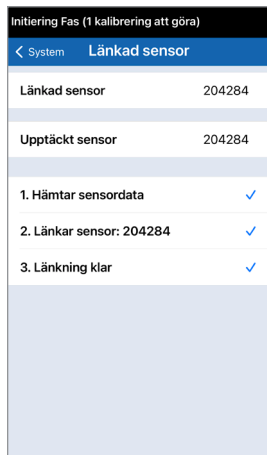 Initiering Fas (1 kalibrering att göra)
System Länkad sensor
Länkad sensor 204284
Upptäckt sensor 204284
1. Hämtar sensordata
2. Länkar sensor: 204284
3. Länkning klar